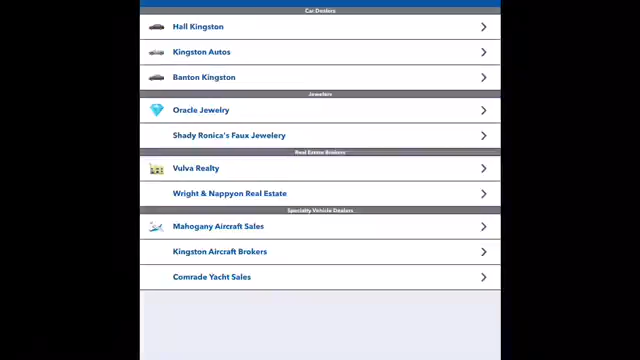 Car Dealers
Hall Kingston
Kingston Autos
Banton Kingston
Jewelers
Oracle Jewelry
Shady Ronica's Faux Jewelery
Real Estate Brokers
Vulva Realty
Wright & Nappyon Real Estate
Specialty Vehicle Dealers
Mahogany Aircraft Sales
Kingston Aircraft Brokers
Comrade Yacht Sales